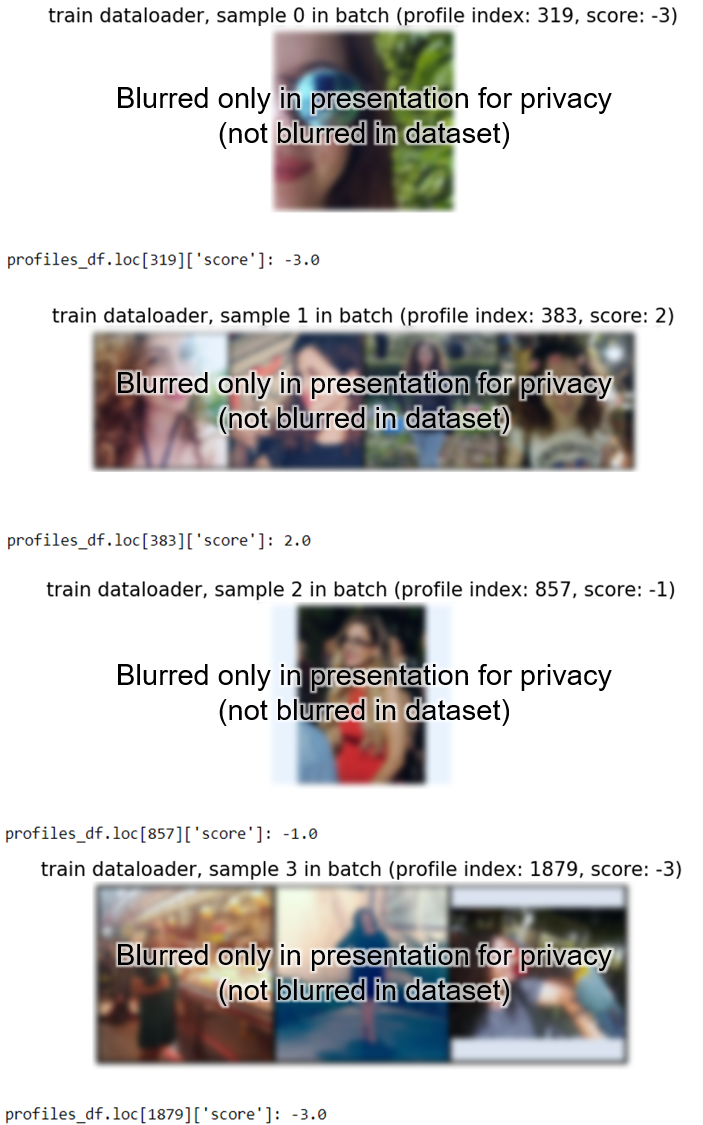 train dataloader, sample 0 in batch (profile index: 319, score: -3)
Blurred only in presentation for privacy
(not blurred in dataset)
profiles_df.loc[319]['score']: -3.0
train dataloader, sample 1 in batch (profile index: 383, score: 2)
Blurred only in presentation for privacy
(not blurred in dataset)
profiles_df.loc[383]['score']: 2.0
train dataloader, sample 2 in batch (profile index: 857, score: -1)
Blurred only in presentation for privacy
(not blurred in dataset)
profiles_df.loc[857]['score']: -1.0
train dataloader, sample 3 in batch (profile index: 1879, score: -3)
Blurred only in presentation for privacy
(not blurred in dataset)
profiles_df.loc[1879]['score']: -3.0